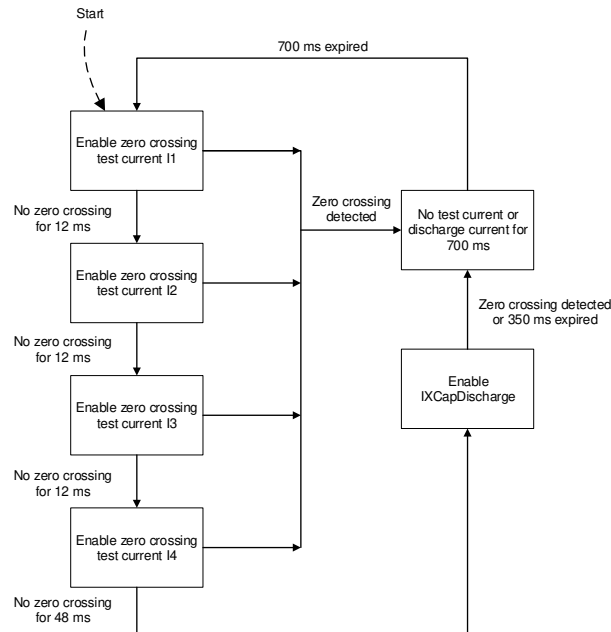 Start
700 ms expired
Enable zero crossing
test current I1
No zero crossing
for 12 ms
Zero crossing
detected
No test current or
discharge current for
700 ms
Enable zero crossing
test current I2
No zero crossing
for 12 ms
Zero crossing detected
or 350 ms expired
Enable zero crossing
test current I3
Enable
IXCapDischarge
No zero crossing
for 12 ms
Enable zero crossing
test current I4
No zero crossing
for 48 ms